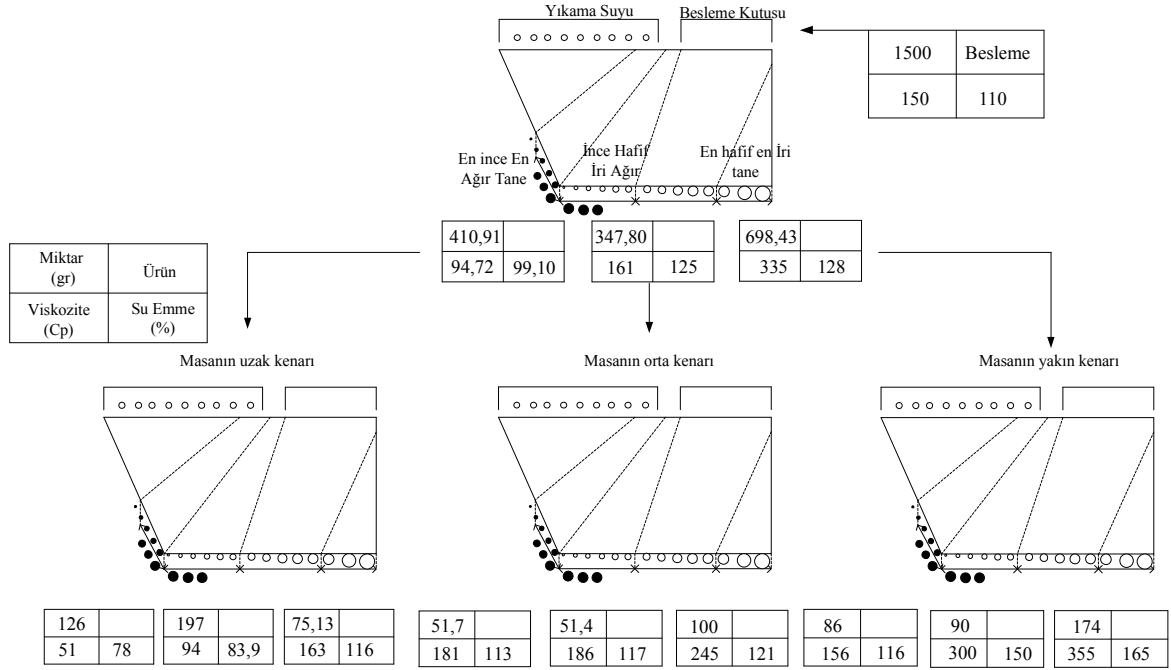 Yıkama Suyu
Besleme Kutusu
1500 Besleme
150 110
En ince En
Ağır Tane
İnce Hafif
İri Ağır
En hafif en İri
tane
410,91
94,72 99,10
347,80
161 125
698,43
335 128
Miktar
(gr)
Ürün
Viskozite
(Cp)
Su Emme
(%)
Masanın uzak kenarı
Masanın orta kenarı
Masanın yakın kenarı
126
51 78
197
94 83,9
75,13
163 116
51,7
181 113
51,4
186 117
100
245 121
86
156 116
90
300 150
174
355 165